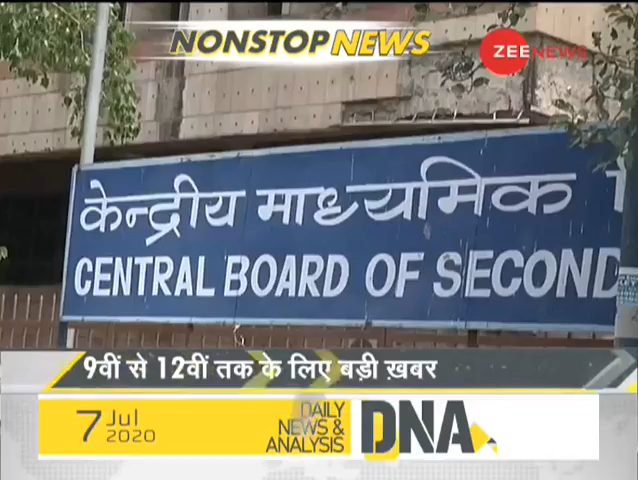 NONSTOP NEWS
ZEE NEWS
केन्द्रीय माध्यमिक
CENTRAL BOARD OF SECOND
9वीं से 12वीं तक के लिए बड़ी ख़बर
7 Jul
2020
DAILY
NEWS &
ANALYSIS
DNA